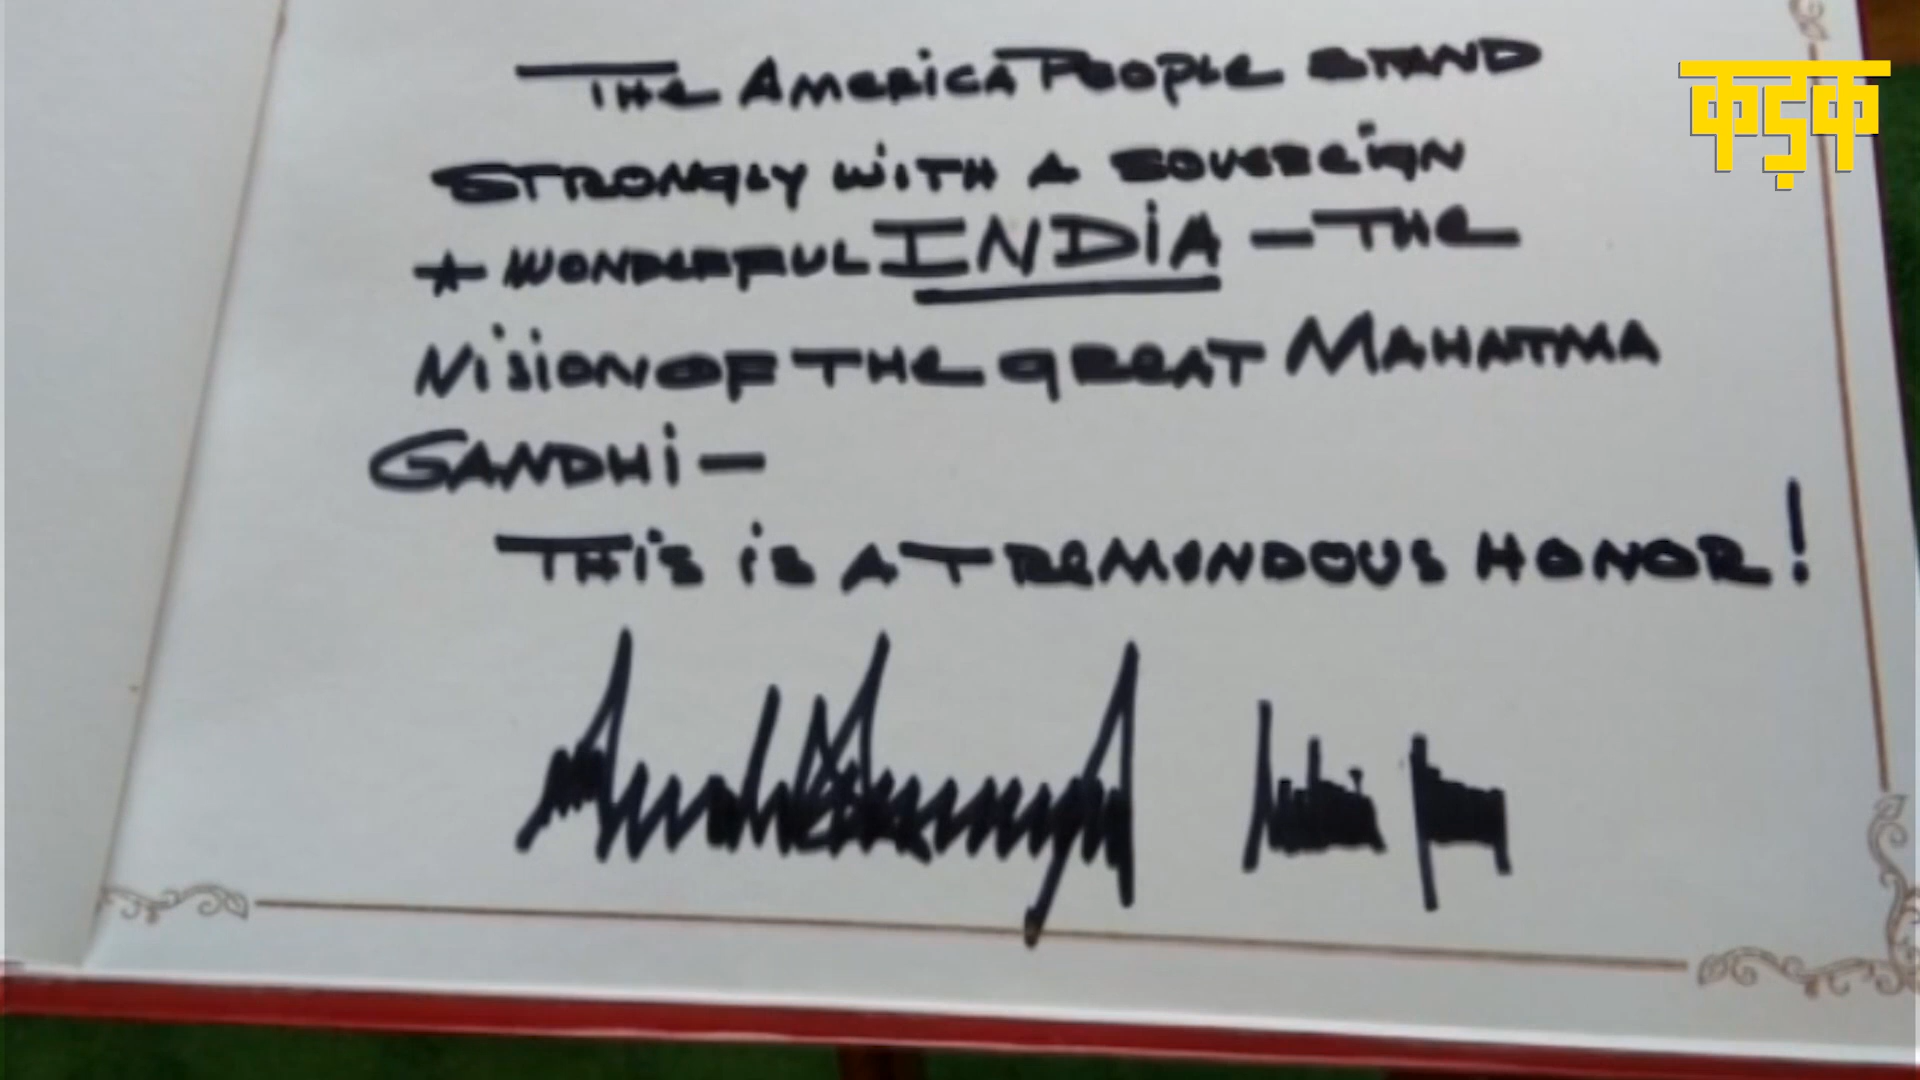 THE AMERICA PEOPLE STAND
कड़क
STRONGLY WITH A SOVEREIGN
+ WONDERFUL INDIA - THE
VISION OF THE GREAT MAHATMA
GANDHI -
THIS IS A TREMENDOUS HONOR!